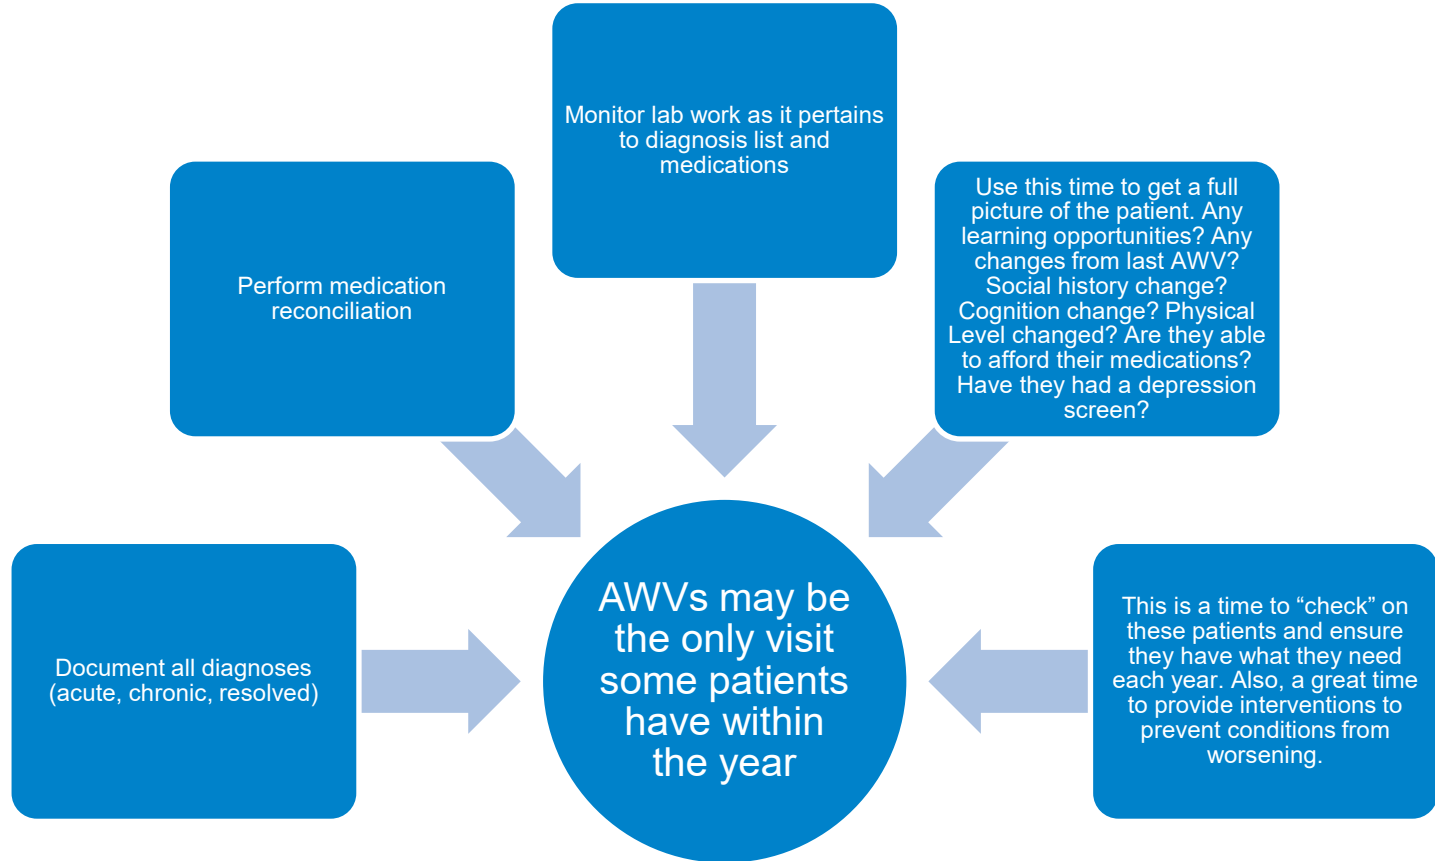 Monitor lab work as it pertains
to diagnosis list and
medications
Perform medication
reconciliation
Use this time to get a full
picture of the patient. Any
learning opportunities? Any
changes from last AWV?
Social history change?
Cognition change? Physical
Level changed? Are they able
to afford their medications?
Have they had a depression
screen?
Document all diagnoses
(acute, chronic, resolved)
AWVs may be
the only visit
some patients
have within
the year
This is a time to “check” on
these patients and ensure
they have what they need
each year. Also, a great time
to provide interventions to
prevent conditions from
worsening.